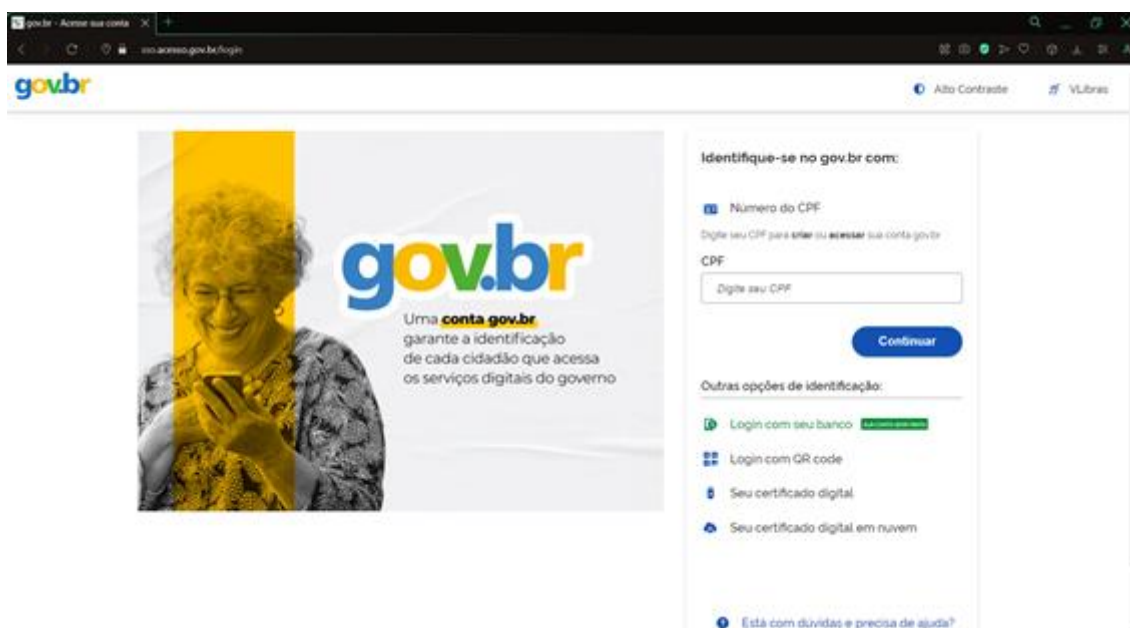 gov.br - Acesse sua conta
sso.acesso.gov.br/login
gov.br
Alto Contraste
VLibras
gov.br
Uma conta gov.br
garante a identificação
de cada cidadão que acessa
os serviços digitais do governo
Identifique-se no gov.br com:
Número do CPF
Digite seu CPF para criar ou acessar sua conta gov.br
CPF
Digite seu CPF
Continuar
Outras opções de identificação:
Login com seu banco
Login com QR code
Seu certificado digital
Seu certificado digital em nuvem
Está com dúvidas e precisa de ajuda?